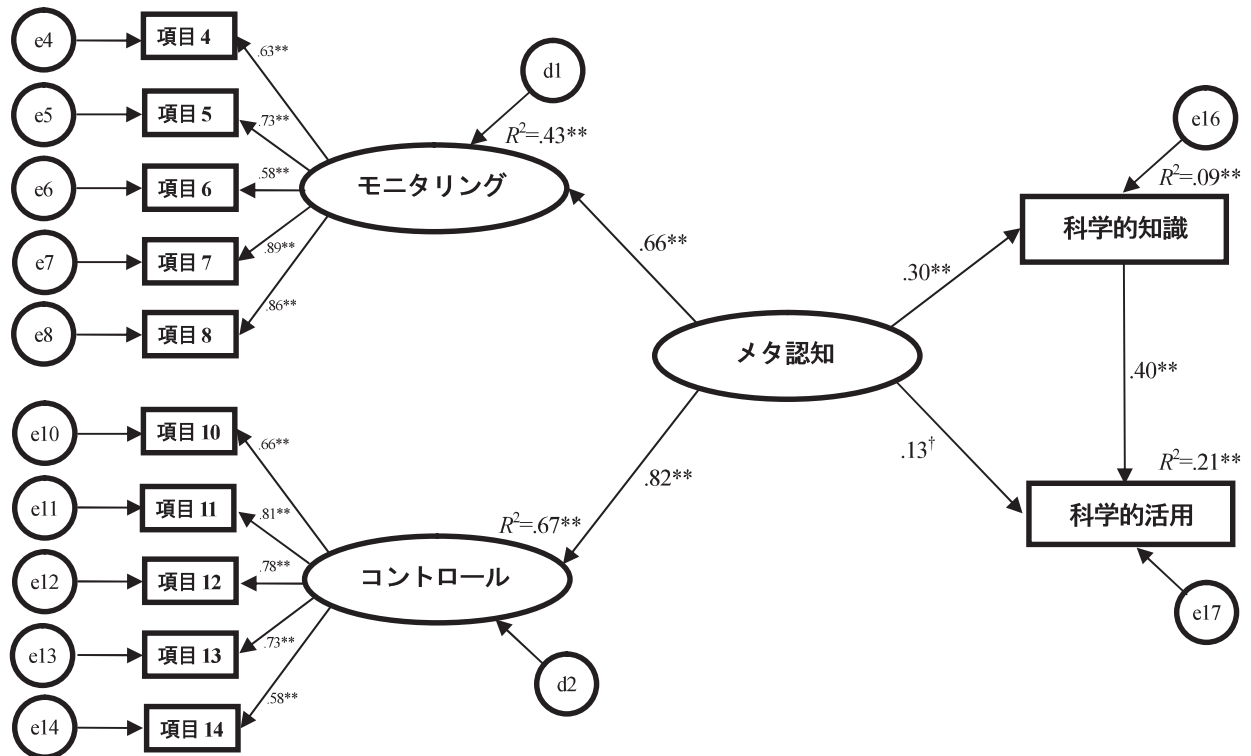 e4
項目 4
.63**
e5
項目 5
.73**
e6
項目 6
.58**
e7
項目 7
.89**
e8
項目 8
.86**
d1
R²=.43**
モニタリング
.66**
e10
項目 10
.66**
e11
項目 11
.81**
e12
項目 12
.78**
e13
項目 13
.73**
e14
項目 14
.58**
R²=.67**
コントロール
d2
.82**
メタ認知
.30**
.13†
e16
R²=.09**
科学的知識
.40**
R²=.21**
科学的活用
e17